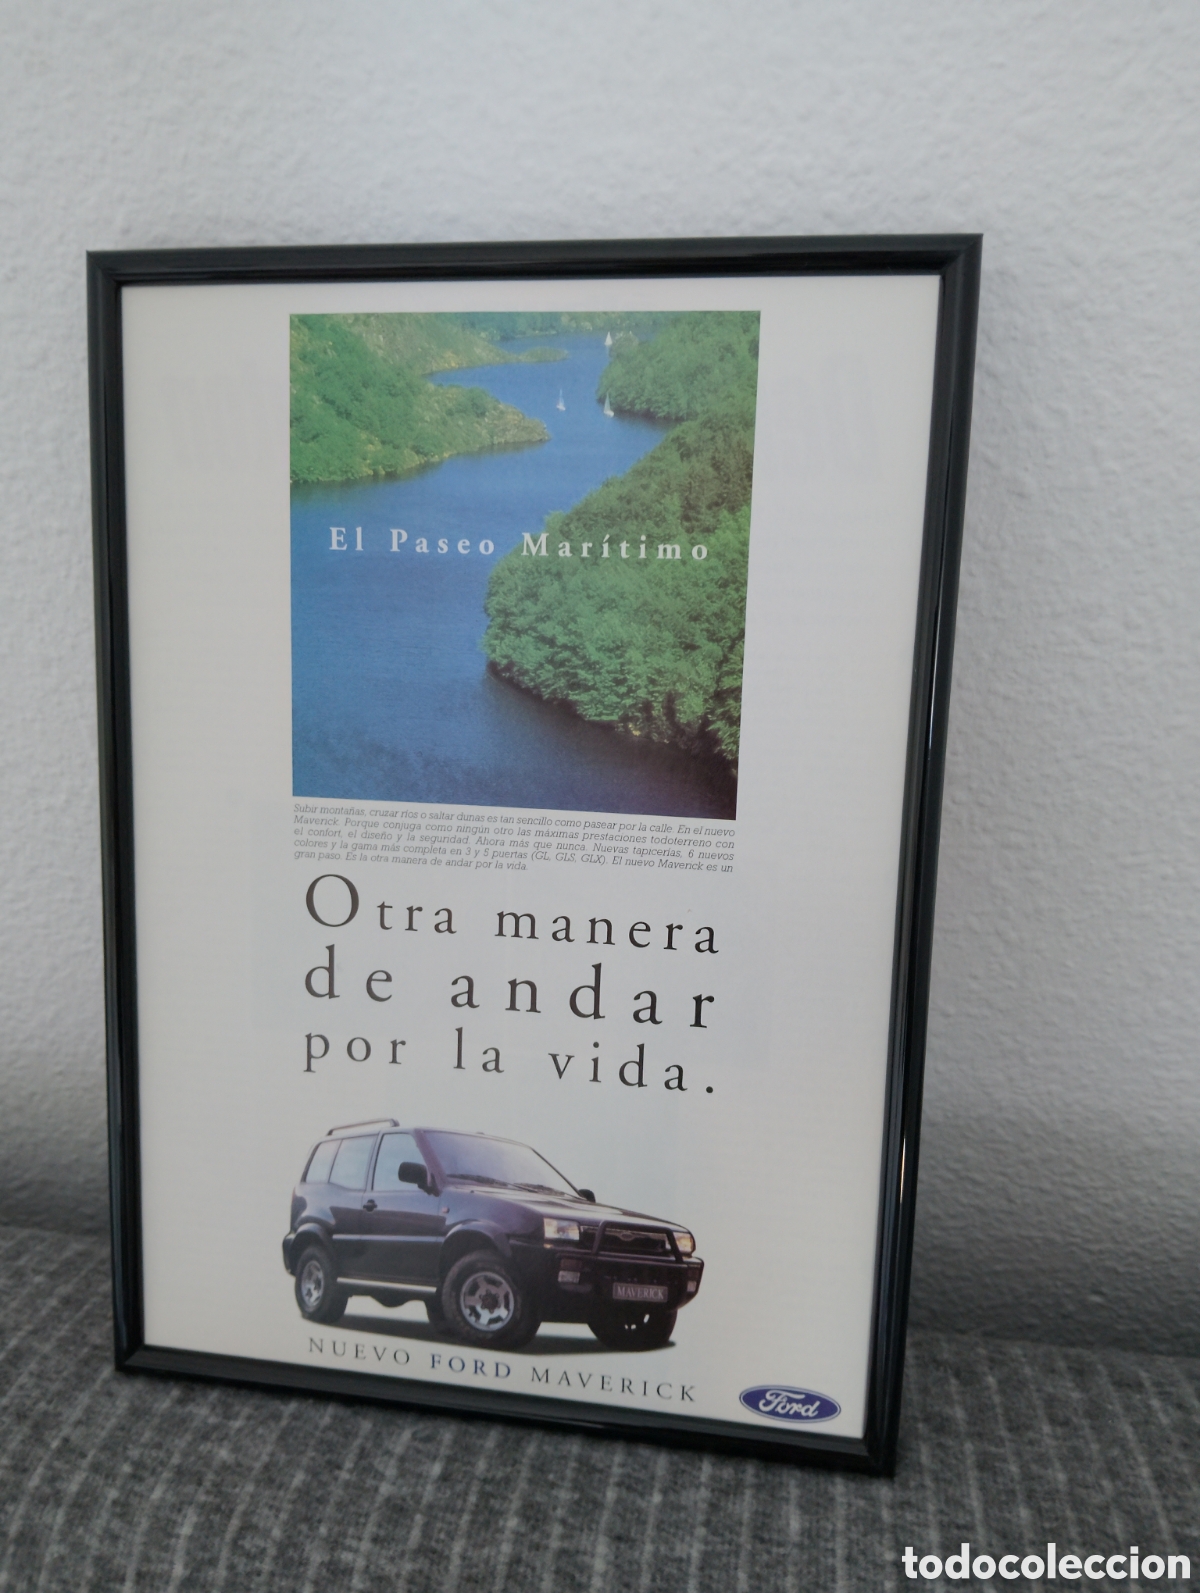 El Paseo Marítimo
Subir montañas, cruzar ríos o saltar dunas es tan sencillo como pasear por la calle. En el nuevo
Maverick. Porque conjuga como ningún otro las máximas prestaciones todoterreno con
el confort, el diseño y la seguridad. Ahora más que nunca. Nuevas tapicerías, 6 nuevos
colores y la gama más completa en 3 y 5 puertas (GL, GLS, GLX). El nuevo Maverick es un
gran paso. Es la otra manera de andar por la vida.
Otra manera
de andar
por la vida.
MAVERICK
NUEVO FORD MAVERICK
Ford
todocoleccion